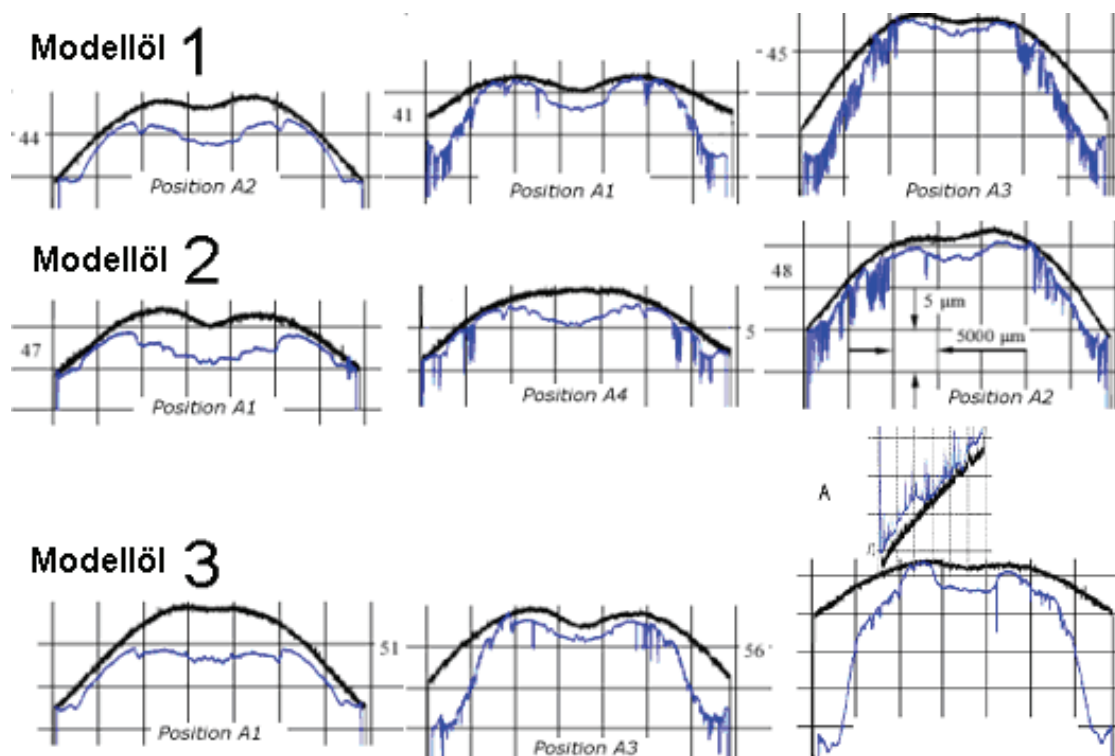 Modellöl 1
44
Position A2
41
Position A1
45
Position A3
Modellöl 2
47
Position A1
Position A4
5
48
5 µm
5000 µm
Position A2
A
Modellöl 3
Position A1
51
Position A3
56